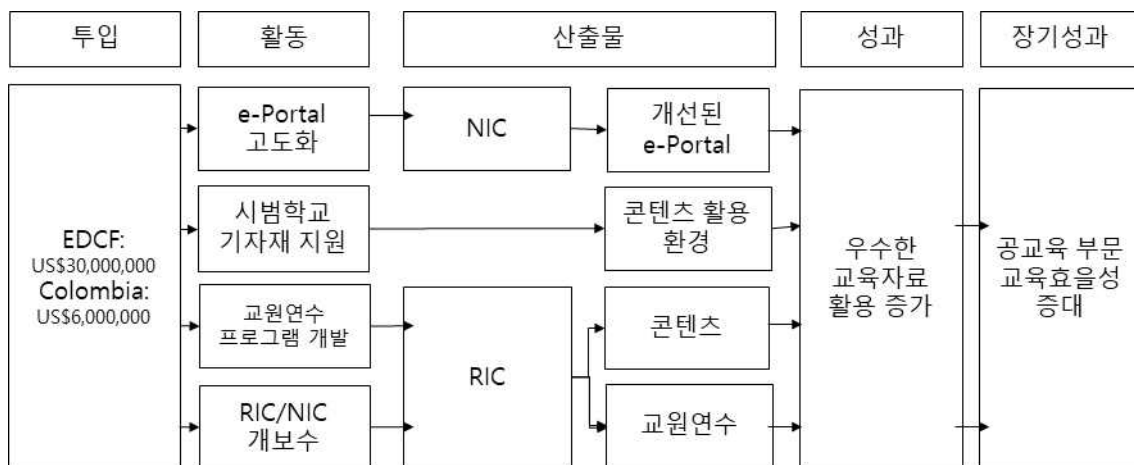 투입
활동
산출물
성과
장기성과
EDCF:
US$30,000,000
Colombia:
US$6,000,000
e-Portal
고도화
시범학교
기자재 지원
교원연수
프로그램 개발
RIC/NIC
개보수
NIC
RIC
개선된
e-Portal
콘텐츠 활용
환경
콘텐츠
교원연수
우수한
교육자료
활용 증가
공교육 부문
교육효율성
증대